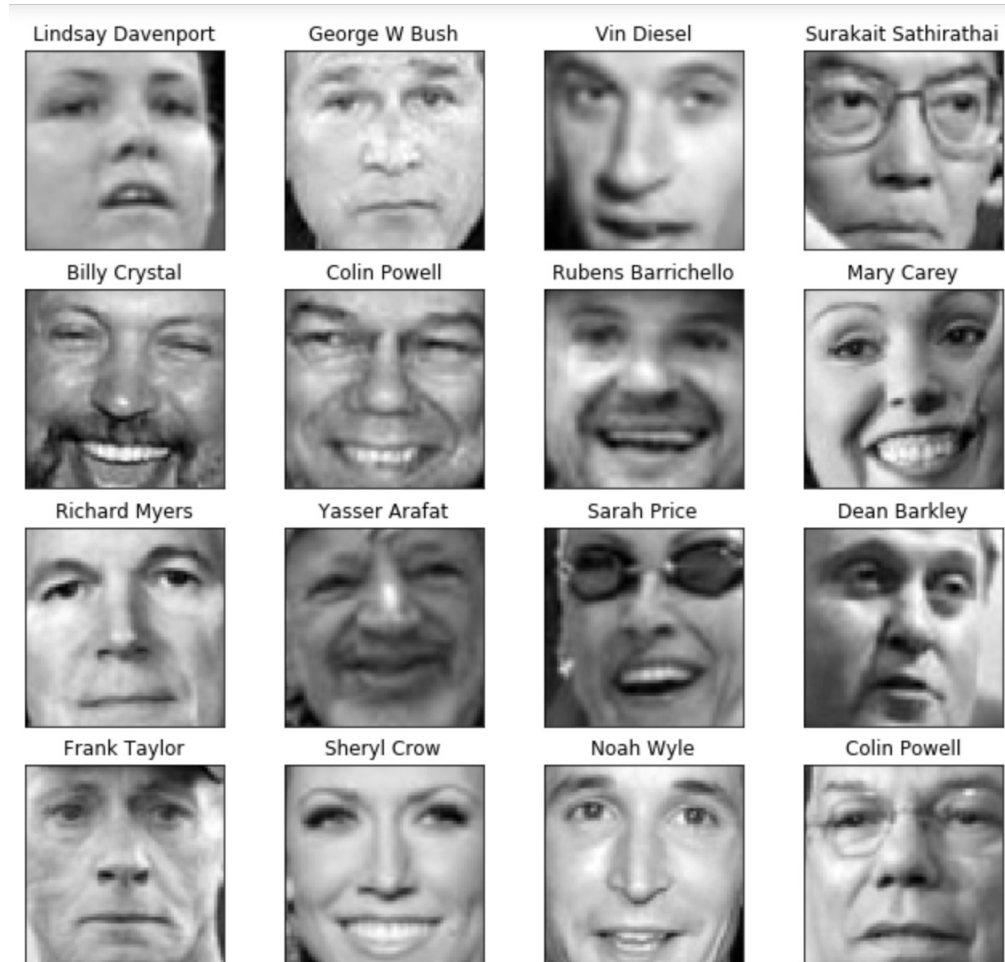 Lindsay Davenport George W Bush Vin Diesel Surakait Sathirathai
Billy Crystal Colin Powell Rubens Barrichello Mary Carey
Richard Myers Yasser Arafat Sarah Price Dean Barkley
Frank Taylor Sheryl Crow Noah Wyle Colin Powell